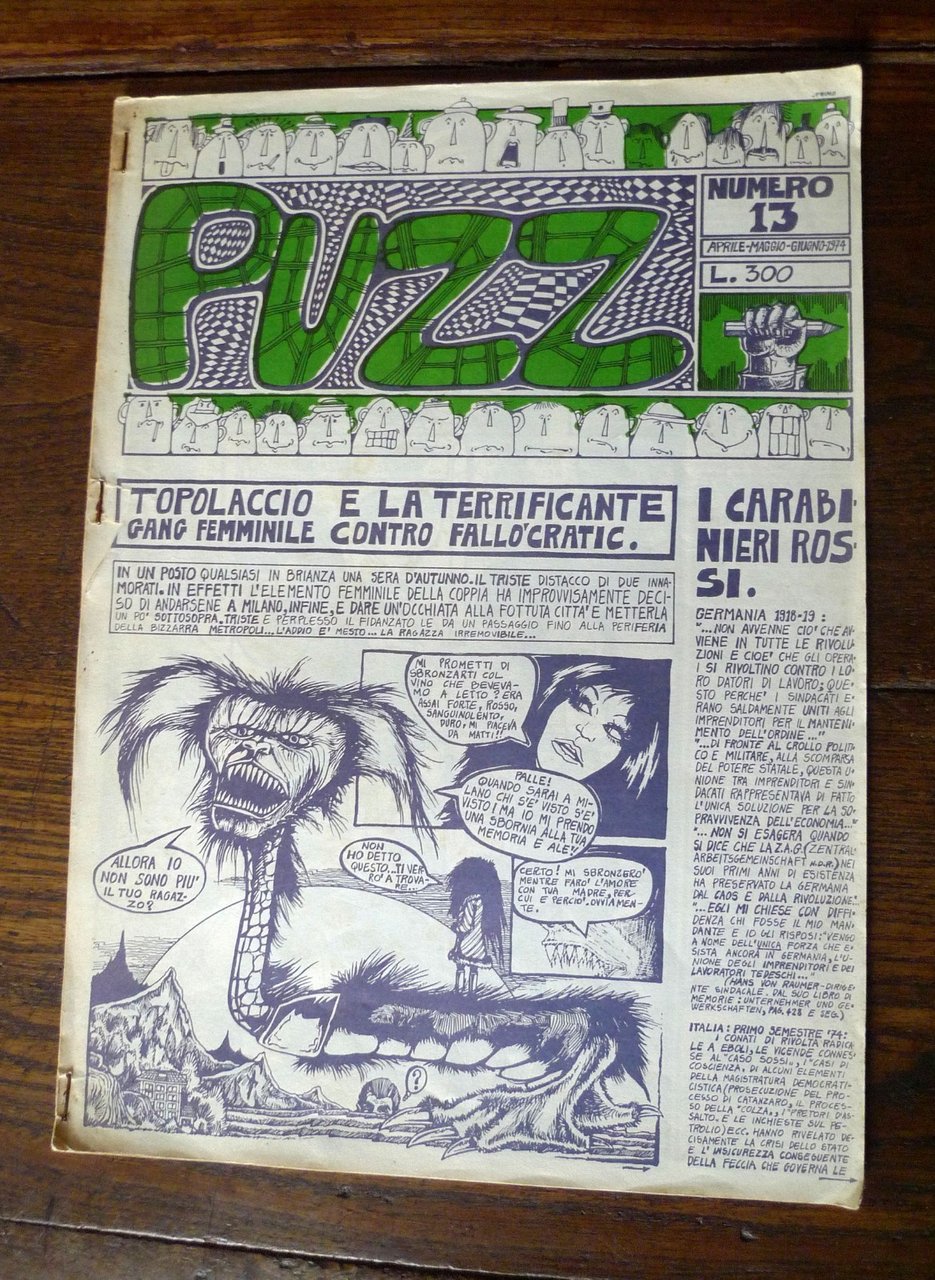 PUZZ
NUMERO
13
APRILE-MAGGIO-GIUGNO-1974
L. 300
TOPOLACCIO E LA TERRIFICANTE
GANG FEMMINILE CONTRO FALLO'CRATIC.
IN UN POSTO QUALSIASI IN BRIANZA UNA SERA D'AUTUNNO. IL TRISTE DISTACCO DI DUE INNA-
MORATI. IN EFFETTI L'ELEMENTO FEMMINILE DELLA COPPIA HA IMPROVVISAMENTE DECI-
SO DI ANDARSENE A MILANO, INFINE, E DARE UN'OCCHIATA ALLA FOTTUTA CITTA' E METTERLA
UN PO' SOTTOSOPRA. TRISTE E PERPLESSO IL FIDANZATO LE DA UN PASSAGGIO FINO ALLA PERIFERIA
DELLA BIZZARRA METROPOLI... L'ADDIO E' MESTO... LA RAGAZZA IRREMOVIBILE...
MI PROMETTI DI
SBRONZARTI COL
VINO CHE BEVEVA-
MO A LETTO? ERA
ASSAI FORTE, ROSSO,
SANGUINOLENTO,
DURO, MI PIACEVA
DA MATTI!!
PALLE!
QUANDO SARAI A MI-
LANO CHI S'E' VISTO S'E'
VISTO! MA IO MI PRENDO
UNA SBORNIA ALLA TUA
MEMORIA E ALE'!
ALLORA IO
NON SONO PIU'
IL TUO RAGAZ-
ZO?
NON
HO DETTO
QUESTO... TI VER-
RO' A TROVA-
RE...
CERTO! MI SBRONZERO'
MENTRE FARO' L'AMORE
CON TUA MADRE, PER
CUI E PERCIO', OVVIAMEN-
TE.
?
I CARABI-
NIERI ROS-
SI.
GERMANIA 1918-19:
"...NON AVVENNE CIO' CHE AV-
VIENE IN TUTTE LE RIVOLU-
ZIONI E CIOE' CHE GLI OPERA-
I SI RIVOLTINO CONTRO I LO-
RO DATORI DI LAVORO; QUE-
STO PERCHE' I SINDACATI E-
RANO SALDAMENTE UNITI AGLI
IMPRENDITORI PER IL MANTENI-
MENTO DELL'ORDINE..."
"...DI FRONTE AL CROLLO POLITI-
CO E MILITARE, ALLA SCOMPARSA
DEL POTERE STATALE, QUESTA U-
NIONE TRA IMPRENDITORI E SIN-
DACATI RAPPRESENTAVA DI FATTO
L'UNICA SOLUZIONE PER LA SO-
PRAVVIVENZA DELL'ECONOMIA..."
"...NON SI ESAGERA QUANDO
SI DICE CHE LA Z.A.G. (ZENTRAL
ARBEITSGEMEINSCHAFT N.D.R.) NEI
SUOI PRIMI ANNI DI ESISTENZA
HA PRESERVATO LA GERMANIA
DAL CAOS E DALLA RIVOLUZIONE."
"...EGLI MI CHIESE CON DIFFI-
DENZA CHI FOSSE IL MIO MAN-
DANTE E IO GLI RISPOSI: "VENGO
A NOME DELL'UNICA FORZA CHE E-
SISTA ANCORA IN GERMANIA, L'U-
NIONE DEGLI IMPRENDITORI E DEI
LAVORATORI TEDESCHI..."
(HANS VON RAUMER-DIRIGE-
NTE SINDACALE. DAL SUO LIBRO DI
MEMORIE: UNTERNEHMER UND GE-
WERKSCHAFTEN, PAG. 428 E SEG.)
ITALIA: PRIMO SEMESTRE '74:
I CONATI DI RIVOLTA RADICA-
LE A EBOLI, LE VICENDE CONNES-
SE AL "CASO SOSSI", I "CASI DI
COSCIENZA, DI ALCUNI ELEMENTI
DELLA MAGISTRATURA DEMOCRATI-
CISTICA (PROSECUZIONE DEL PRO-
CESSO DI CATANZARO, IL PROCES-
SO DELLA "COLZA", I "PRETORI D'AS-
SALTO, E LE INCHIESTE SUL PE-
TROLIO) ECC. HANNO RIVELATO DE-
CISAMENTE LA CRISI DELLO STATO
E L'INSICUREZZA CONSEGUENTE
DELLA FECCIA CHE GOVERNA LE